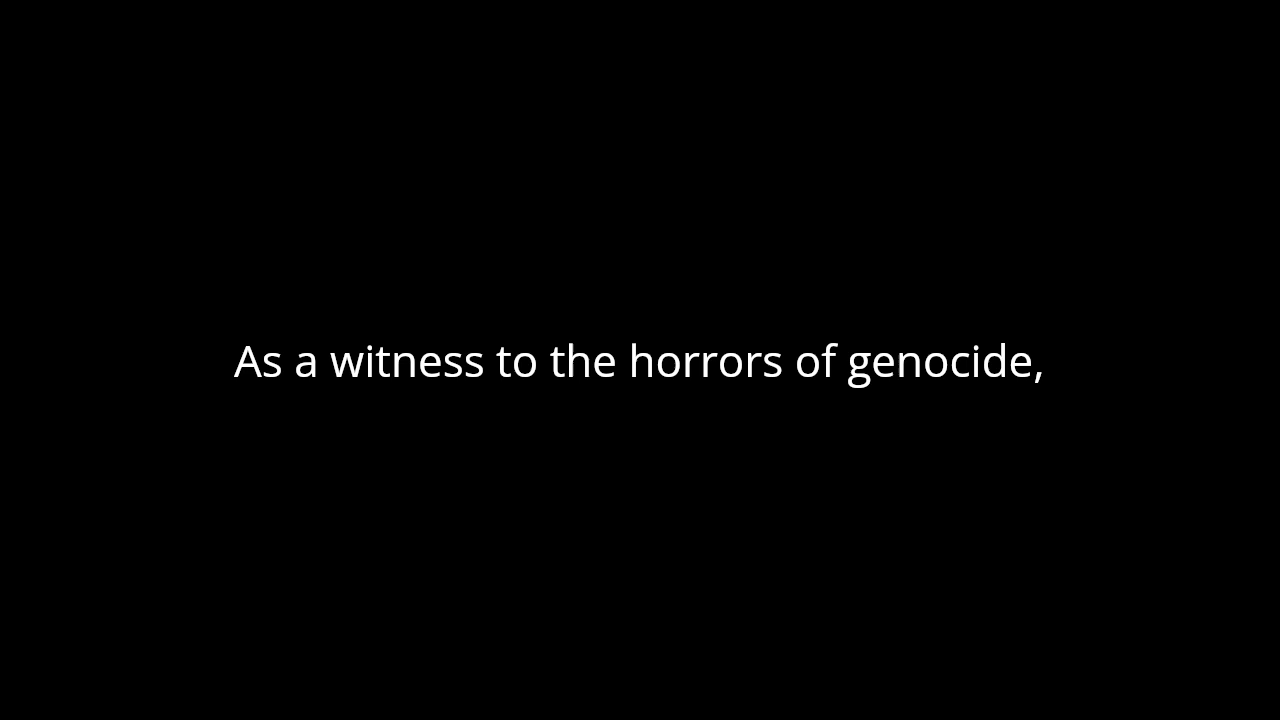 As a witness to the horrors of genocide,